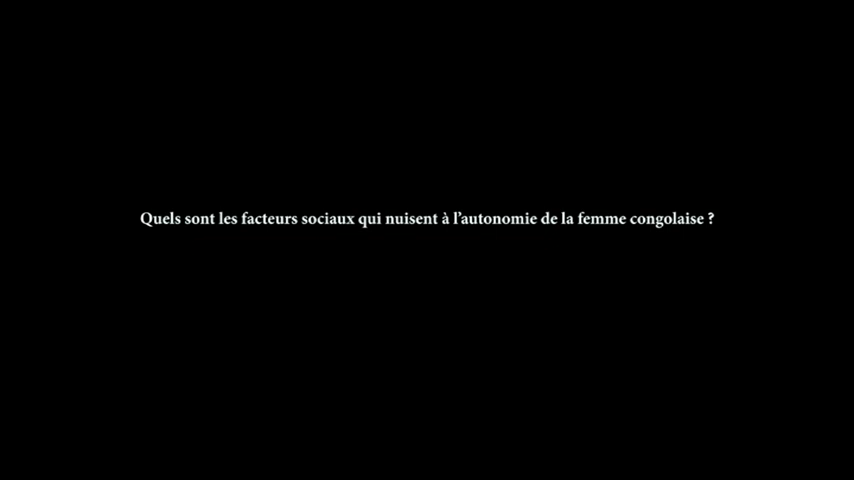 Quels sont les facteurs sociaux qui nuisent à l’autonomie de la femme congolaise ?